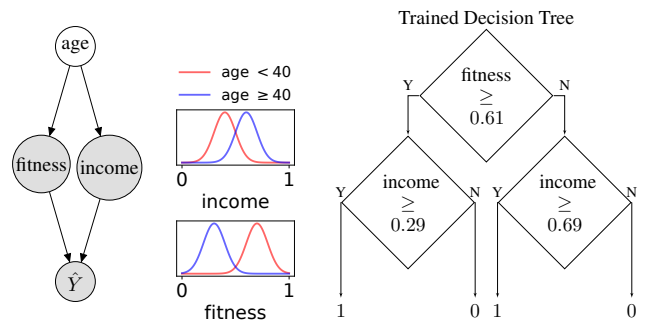 age
fitness
income
Ŷ
age < 40
age ≥ 40
0 1
income
0 1
fitness
Trained Decision Tree
fitness
≥
0.61
Y N
income
≥
0.29
Y N
income
≥
0.69
Y N
1 0 1 0